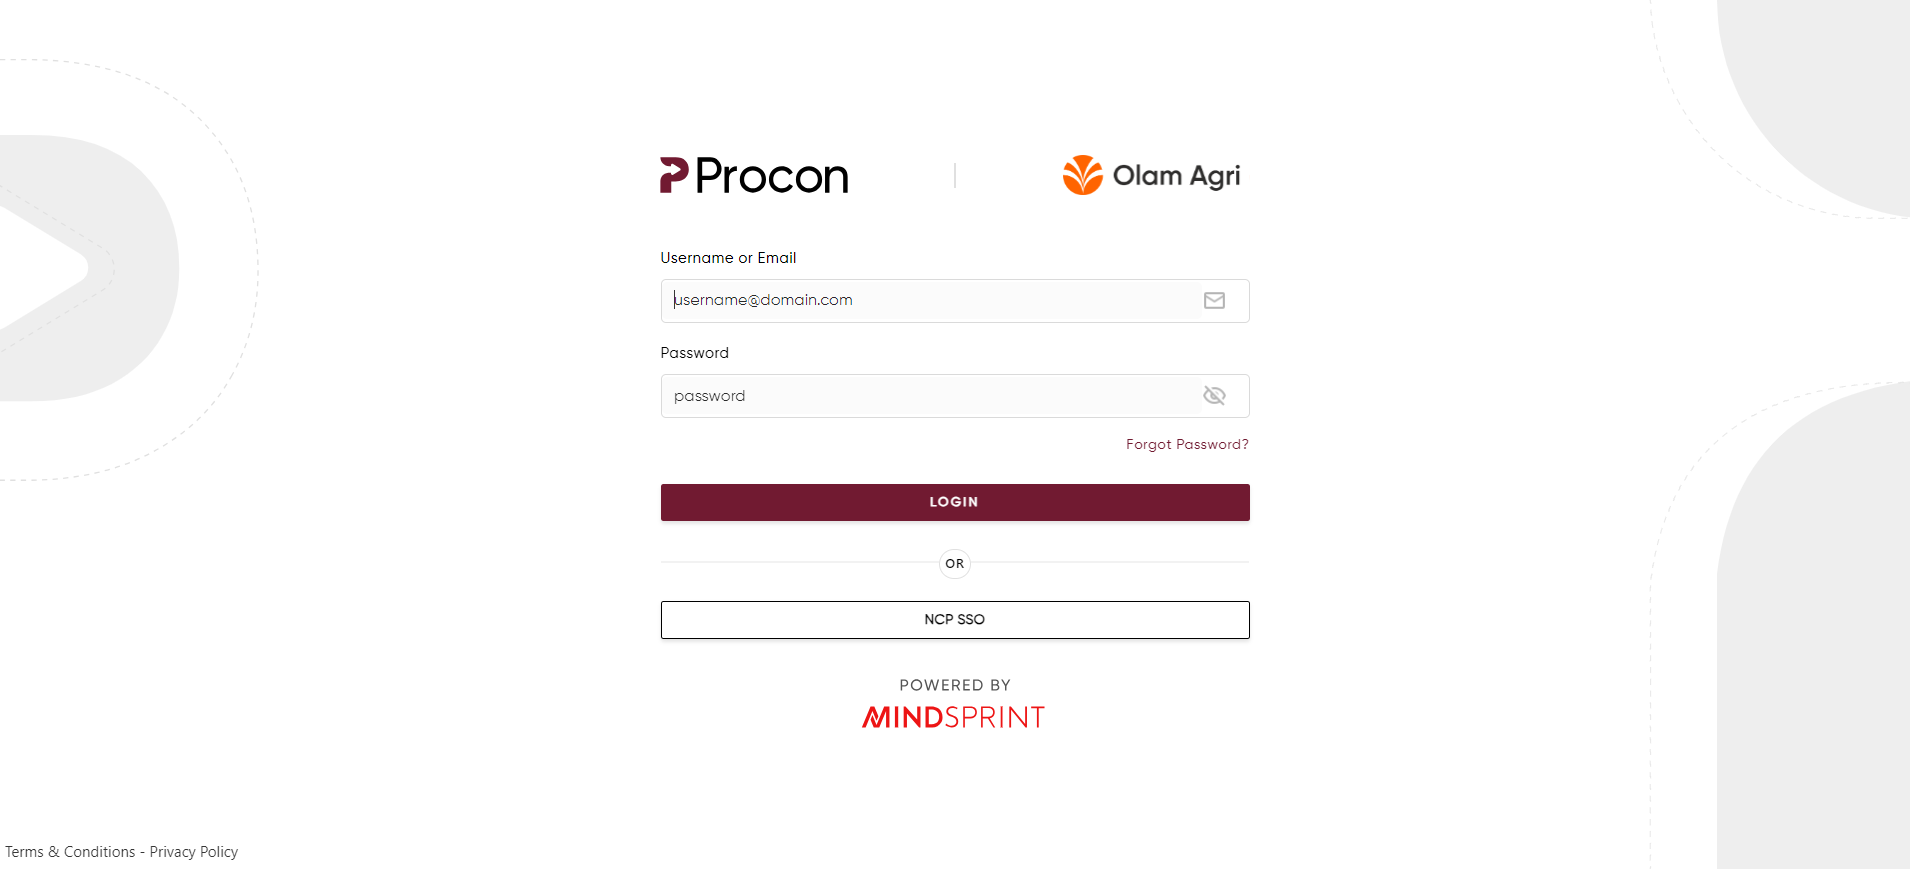 Procon
Olam Agri
Username or Email
username@domain.com
Password
password
Forgot Password?
LOGIN
OR
NCP SSO
POWERED BY
MINDSPRINT
Terms & Conditions - Privacy Policy